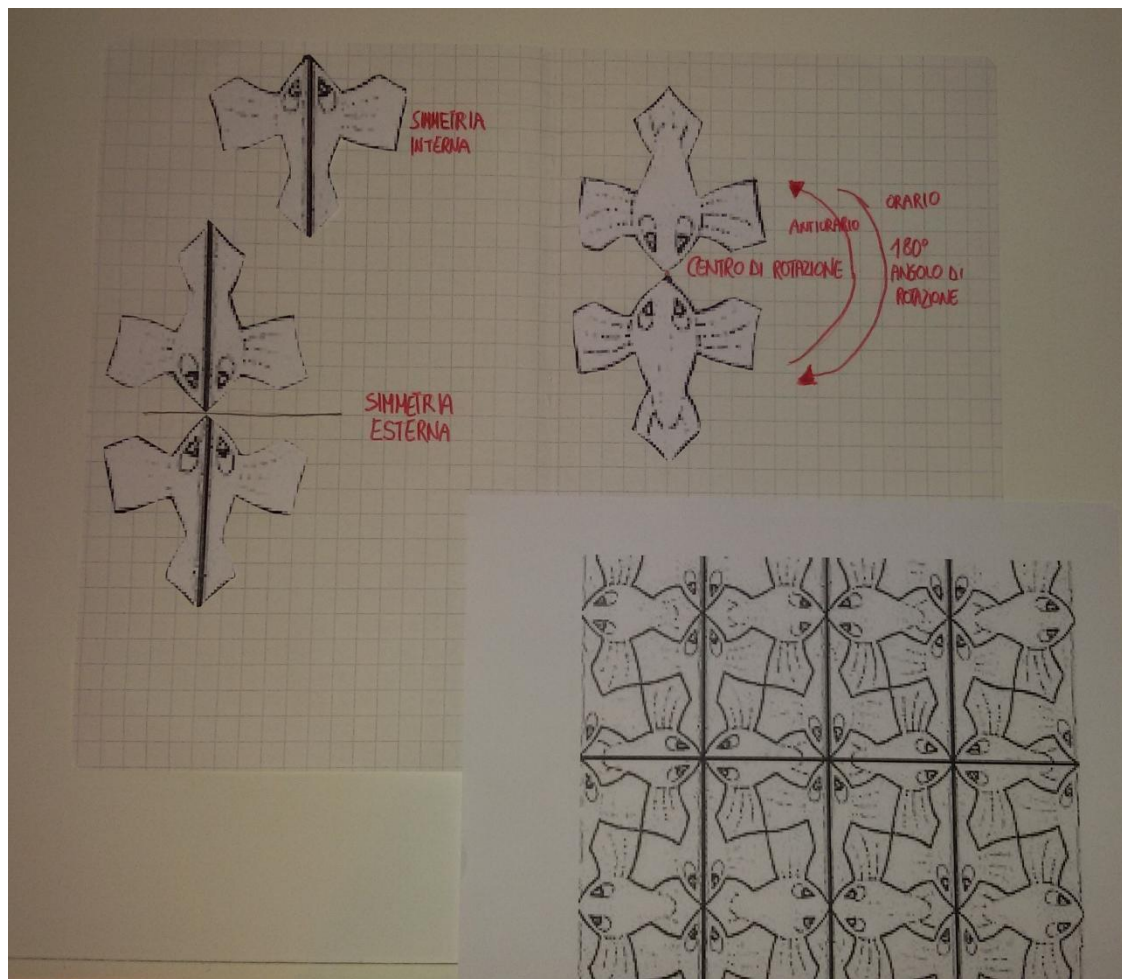 SIMMETRIA
INTERNA
SIMMETRIA
ESTERNA
ORARIO
ANTIORARIO
CENTRO DI ROTAZIONE
180°
ANGOLO DI
ROTAZIONE